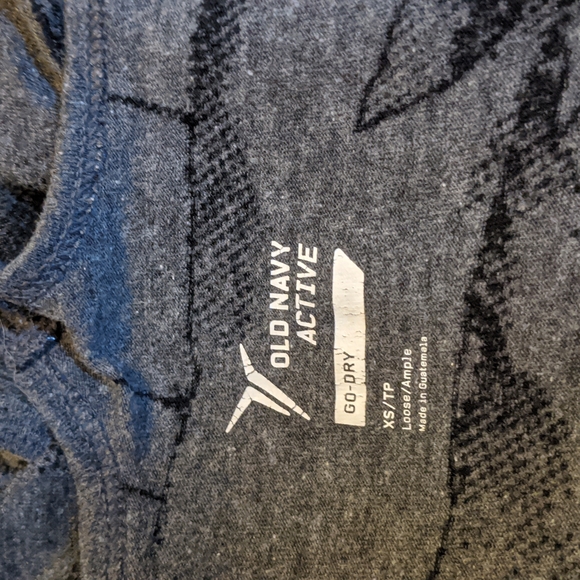 OLD NAVY
ACTIVE
GO-DRY
XS/TP
Loose/Ample
Made in Guatemala